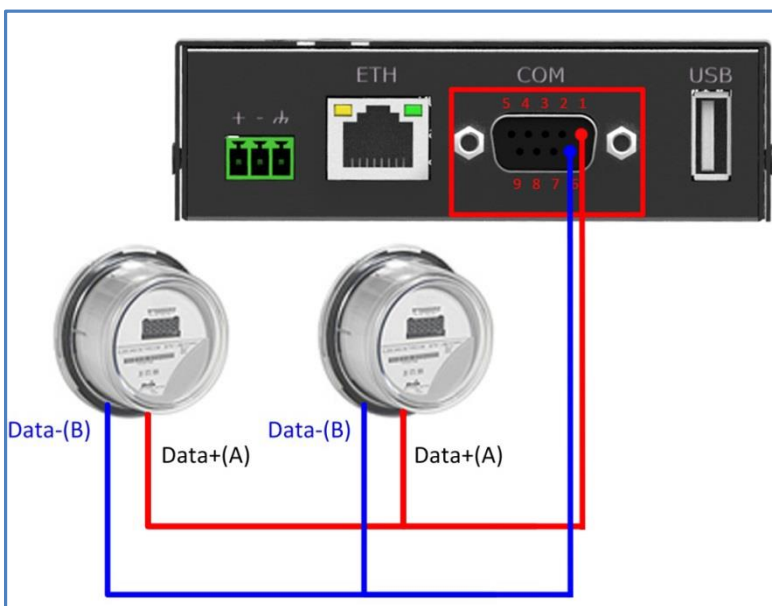 ETH COM USB
+ -
5 4 3 2 1
9 8 7 6
Data-(B) Data-(B)
Data+(A) Data+(A)